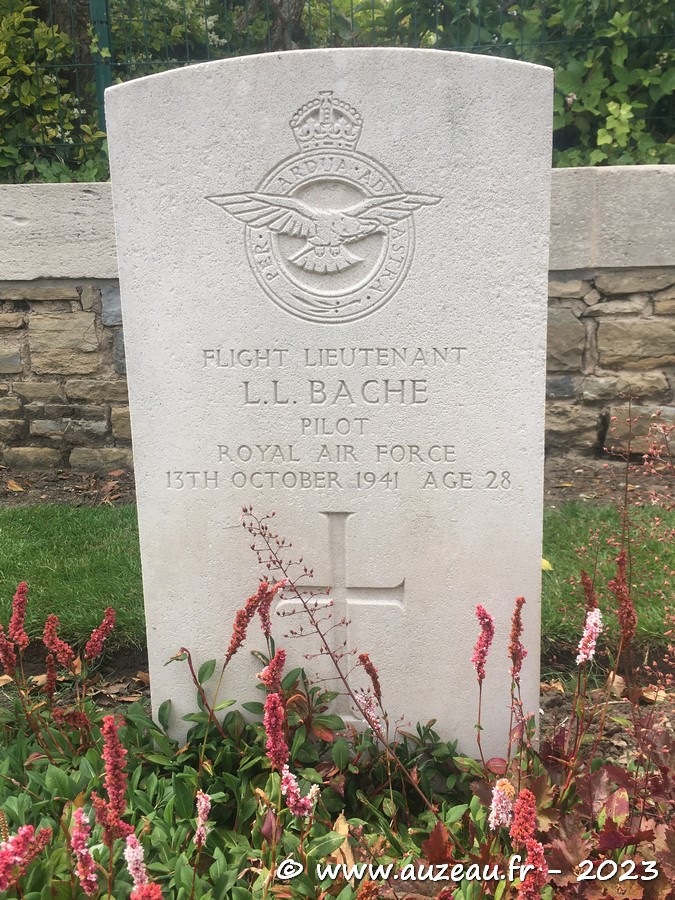 PER ARDUA AD ASTRA
FLIGHT LIEUTENANT
L.L. BACHE
PILOT
ROYAL AIR FORCE
13TH OCTOBER 1941 AGE 28
© www.auzeau.fr - 2023